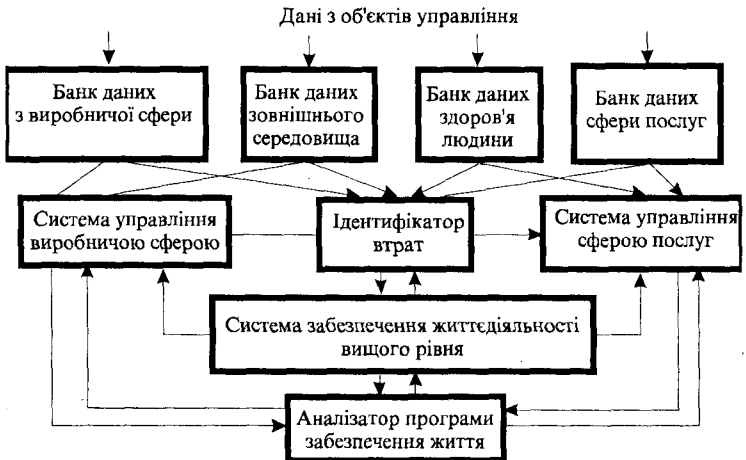 Дані з об'єктів управління
Банк даних
з виробничої сфери
Банк даних
зовнішнього
середовища
Банк даних
здоров'я
людини
Банк даних
сфери послуг
Система управління
виробничою сферою
Ідентифікатор
втрат
Система управління
сферою послуг
Система забезпечення життєдіяльності
вищого рівня
Аналізатор програми
забезпечення життя